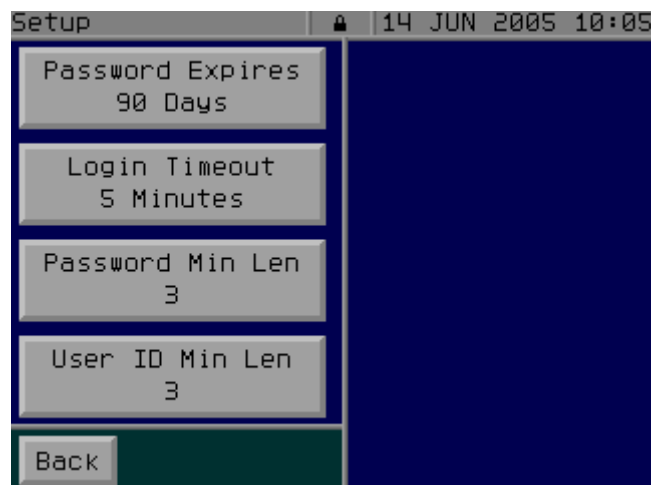 Setup
14 JUN 2005 10:05
Password Expires
90 Days
Login Timeout
5 Minutes
Password Min Len
3
User ID Min Len
3
Back